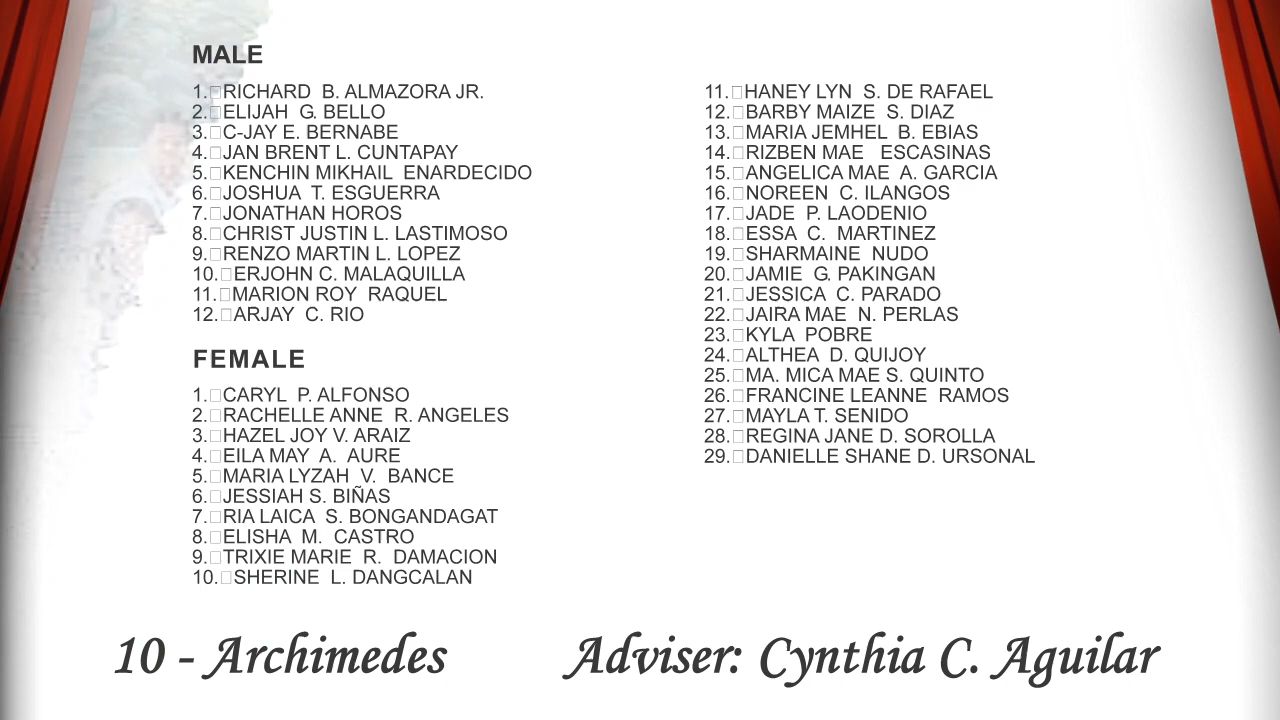 MALE
1. RICHARD B. ALMAZORA JR.
2. ELIJAH G. BELLO
3. C-JAY E. BERNABE
4. JAN BRENT L. CUNTAPAY
5. KENCHIN MIKHAIL ENARDECIDO
6. JOSHUA T. ESGUERRA
7. JONATHAN HOROS
8. CHRIST JUSTIN L. LASTIMOSO
9. RENZO MARTIN L. LOPEZ
10. ERJOHN C. MALAQUILLA
11. MARION ROY RAQUEL
12. ARJAY C. RIO
FEMALE
1. CARYL P. ALFONSO
2. RACHELLE ANNE R. ANGELES
3. HAZEL JOY V. ARAIZ
4. EILA MAY A. AURE
5. MARIA LYZAH V. BANCE
6. JESSIAH S. BIÑAS
7. RIA LAICA S. BONGANDAGAT
8. ELISHA M. CASTRO
9. TRIXIE MARIE R. DAMACION
10. SHERINE L. DANGCALAN
11. HANEY LYN S. DE RAFAEL
12. BARBY MAIZE S. DIAZ
13. MARIA JEMHEL B. EBIAS
14. RIZBEN MAE ESCASINAS
15. ANGELICA MAE A. GARCIA
16. NOREEN C. ILANGOS
17. JADE P. LAODENIO
18. ESSA C. MARTINEZ
19. SHARMAINE NUDO
20. JAMIE G. PAKINGAN
21. JESSICA C. PARADO
22. JAIRA MAE N. PERLAS
23. KYLA POBRE
24. ALTHEA D. QUIJOY
25. MA. MICA MAE S. QUINTO
26. FRANCINE LEANNE RAMOS
27. MAYLA T. SENIDO
28. REGINA JANE D. SOROLLA
29. DANIELLE SHANE D. URSONAL
10 - Archimedes
Adviser: Cynthia C. Aguilar